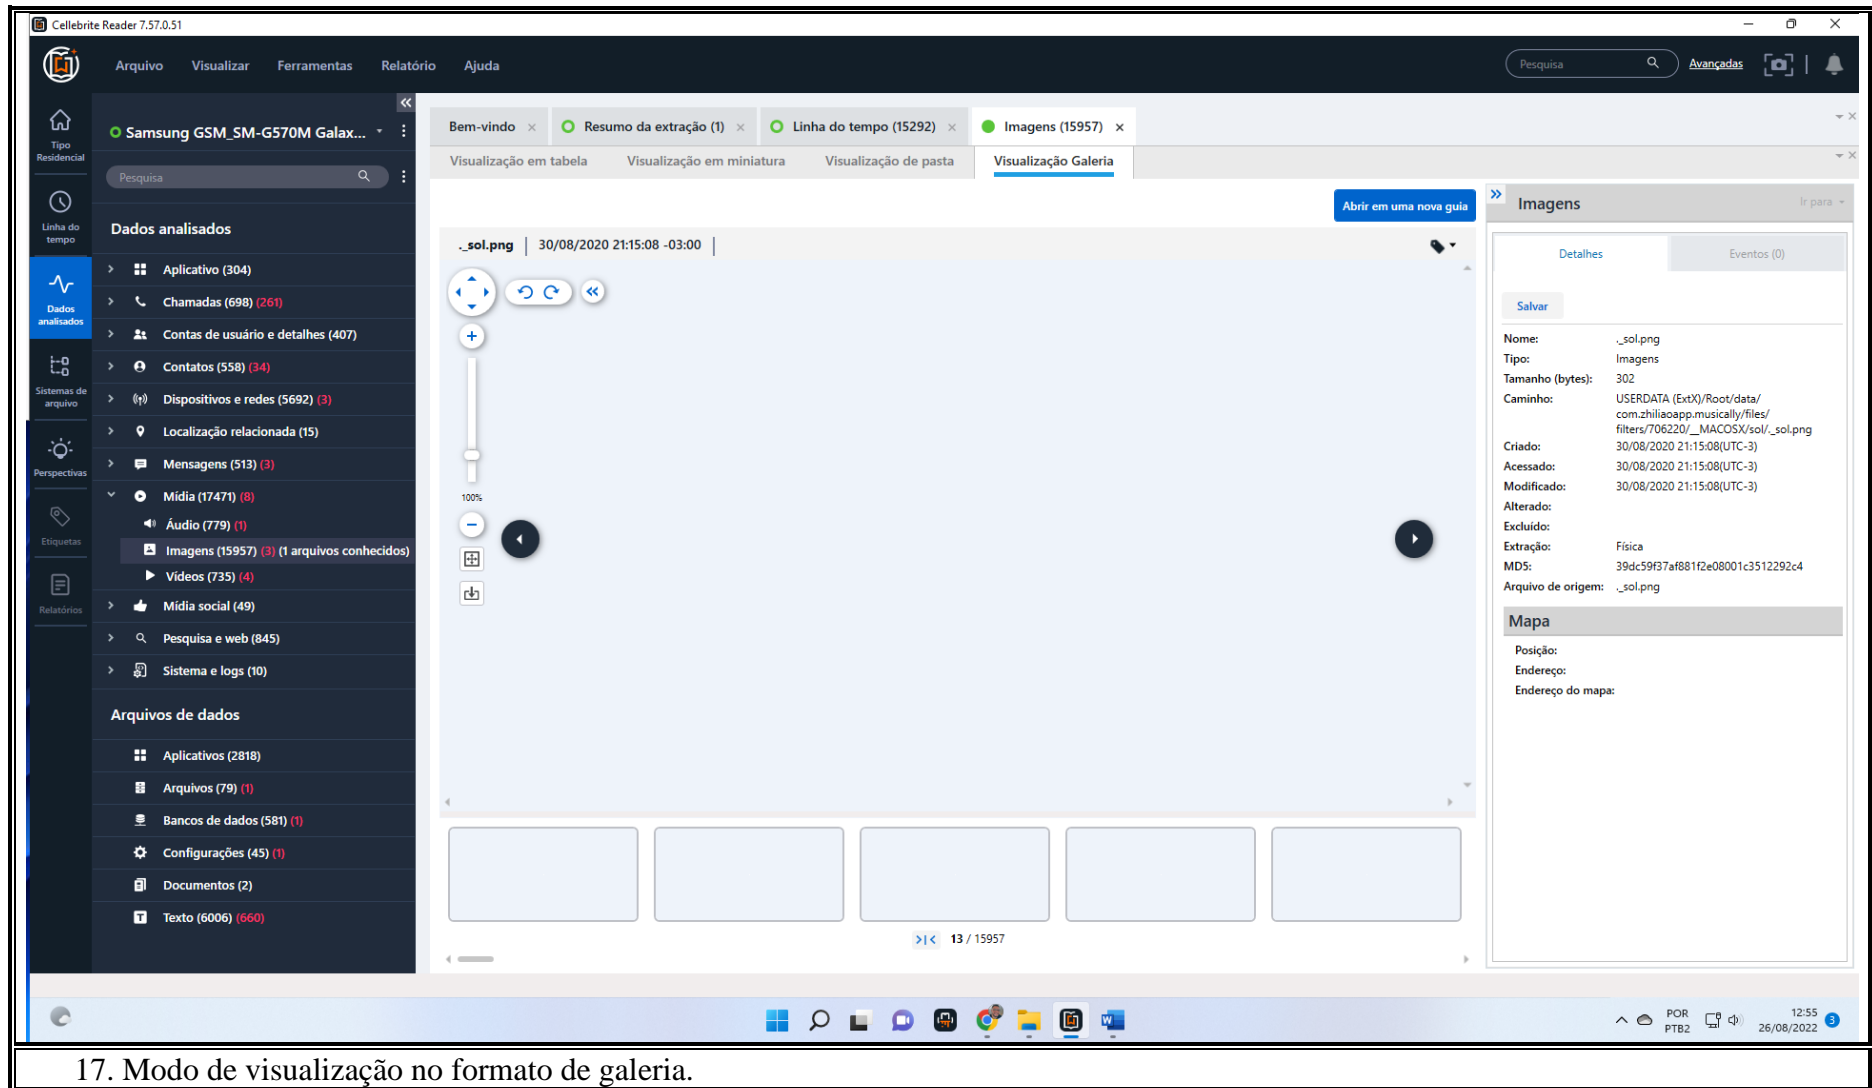 Cellebrite Reader 7.57.0.51
Arquivo Visualizar Ferramentas Relatório Ajuda
Pesquisa Avançadas
Tipo
Residencial
Linha do
tempo
Dados
analisados
Sistemas de
arquivo
Perspectivas
Etiquetas
Relatórios
Samsung GSM_SM-G570M Galax...
Pesquisa
Dados analisados
Aplicativo (304)
Chamadas (698) (261)
Contas de usuário e detalhes (407)
Contatos (558) (34)
Dispositivos e redes (5692) (3)
Localização relacionada (15)
Mensagens (513) (3)
Mídia (17471) (8)
Áudio (779) (1)
Imagens (15957) (3) (1 arquivos conhecidos)
Vídeos (735) (4)
Mídia social (49)
Pesquisa e web (845)
Sistema e logs (10)
Arquivos de dados
Aplicativos (2818)
Arquivos (79) (1)
Bancos de dados (581) (1)
Configurações (45) (1)
Documentos (2)
Texto (6006) (660)
Bem-vindo Resumo da extração (1) Linha do tempo (15292) Imagens (15957)
Visualização em tabela Visualização em miniatura Visualização de pasta Visualização Galeria
Abrir em uma nova guia
._sol.png 30/08/2020 21:15:08 -03:00
100%
13 / 15957
Imagens Ir para
Detalhes Eventos (0)
Salvar
Nome: ._sol.png
Tipo: Imagens
Tamanho (bytes): 302
Caminho: USERDATA (ExtX)/Root/data/
com.zhiliaoapp.musically/files/
filters/706220/__MACOSX/sol/._sol.png
Criado: 30/08/2020 21:15:08(UTC-3)
Acessado: 30/08/2020 21:15:08(UTC-3)
Modificado: 30/08/2020 21:15:08(UTC-3)
Alterado:
Excluído:
Extração: Física
MD5: 39dc59f37af881f2e08001c3512292c4
Arquivo de origem: ._sol.png
Mapa
Posição:
Endereço:
Endereço do mapa:
POR 12:55
PTB2 26/08/2022 3
17. Modo de visualização no formato de galeria.